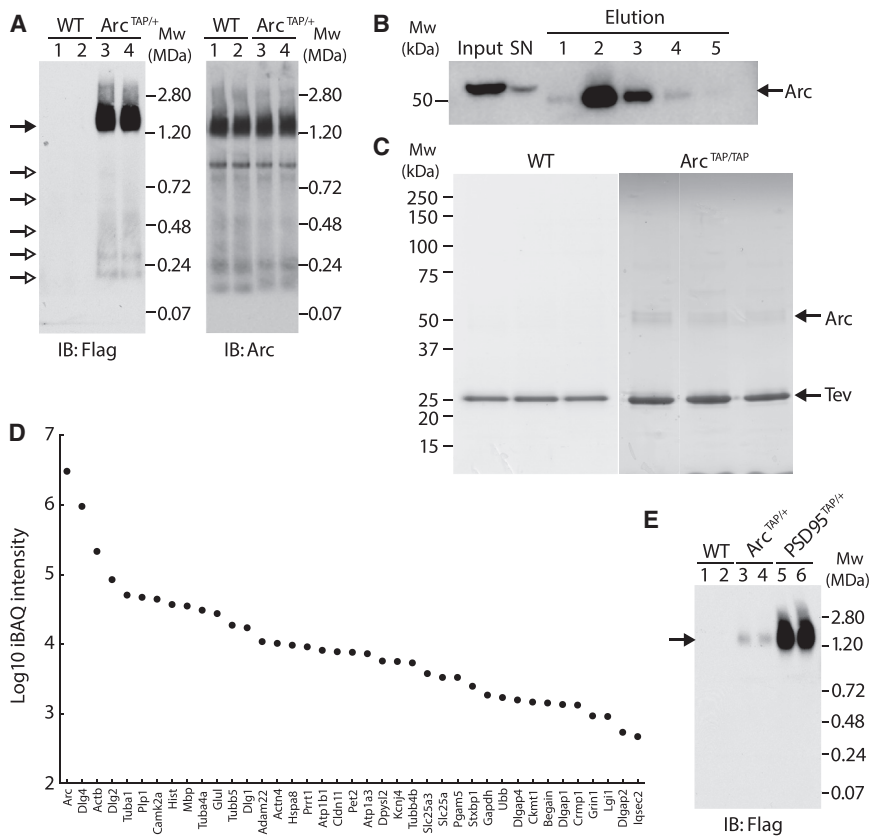 A
WT Arc TAP/+
1 2 3 4
Mw
(MDa)
2.80
1.20
0.72
0.48
0.24
0.07
IB: Flag
WT Arc TAP/+
1 2 3 4
Mw
(MDa)
2.80
1.20
0.72
0.48
0.24
0.07
IB: Arc
B
Mw
(kDa)
Elution
Input SN 1 2 3 4 5
50
Arc
C
Mw
(kDa)
WT
Arc TAP/TAP
250
150
100
75
50
37
25
20
15
Arc
Tev
D
Log10 iBAQ intensity
7
6
5
4
3
2
Arc
Dlg4
Actb
Dlg2
Tuba1
Plp1
Camk2a
Hist
Mbp
Tuba4a
Glul
Tubb5
Dlg1
Adam22
Actn4
Hspa8
Prrt1
Atp1b1
Cldn11
Pet2
Atp1a3
Dpysl2
Kcnj4
Tubb4b
Slc25a3
Slc25a
Pgam5
Stxbp1
Gapdh
Ubb
Dlgap4
Ckmt1
Begain
Dlgap1
Crmp1
Grin1
Lgi1
Dlgap2
Iqsec2
E
WT Arc TAP/+ PSD95 TAP/+
1 2 3 4 5 6
Mw
(MDa)
2.80
1.20
0.72
0.48
0.24
0.07
IB: Flag